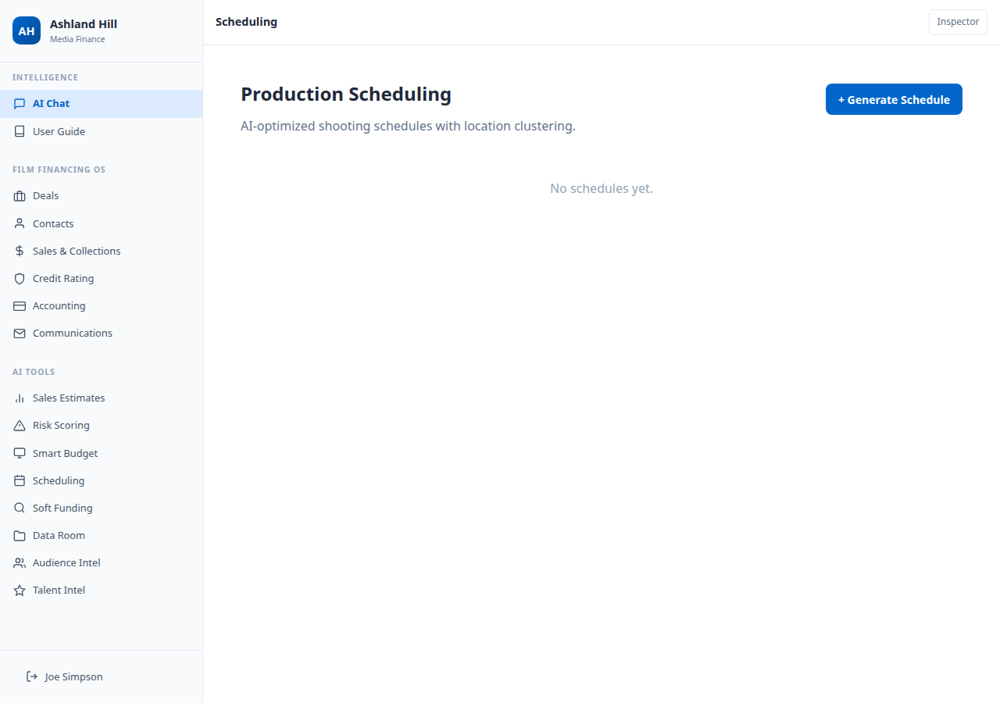 AH
Ashland Hill
Media Finance
INTELLIGENCE
AI Chat
User Guide
FILM FINANCING OS
Deals
Contacts
Sales & Collections
Credit Rating
Accounting
Communications
AI TOOLS
Sales Estimates
Risk Scoring
Smart Budget
Scheduling
Soft Funding
Data Room
Audience Intel
Talent Intel
Joe Simpson
Scheduling
Inspector
Production Scheduling
+ Generate Schedule
AI-optimized shooting schedules with location clustering.
No schedules yet.